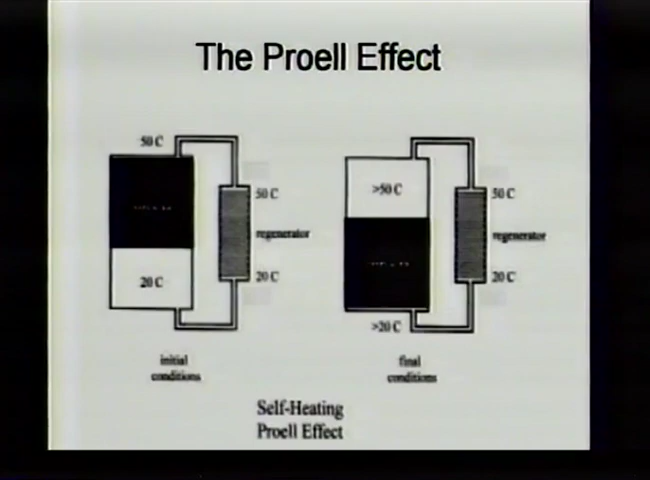 The Proell Effect
50 C
50 C
regenerator
20 C
20 C
initial
conditions
>50 C
50 C
regenerator
20 C
>20 C
final
conditions
Self-Heating
Proell Effect